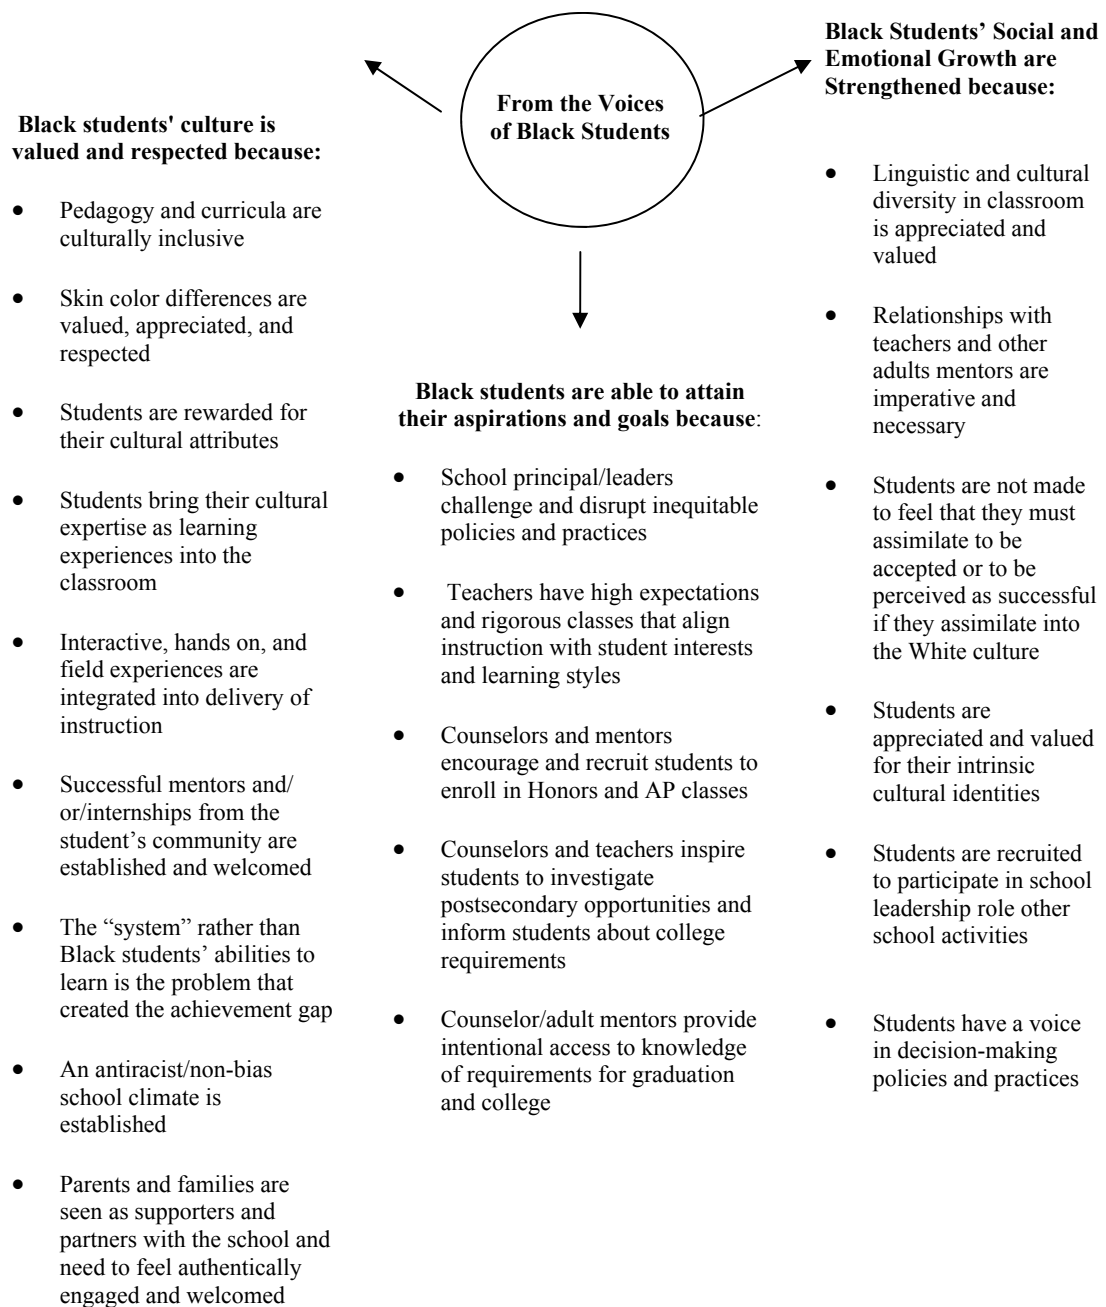 From the Voices
of Black Students
Black students' culture is
valued and respected because:
• Pedagogy and curricula are
culturally inclusive
• Skin color differences are
valued, appreciated, and
respected
• Students are rewarded for
their cultural attributes
• Students bring their cultural
expertise as learning
experiences into the
classroom
• Interactive, hands on, and
field experiences are
integrated into delivery of
instruction
• Successful mentors and/
or/internships from the
student’s community are
established and welcomed
• The “system” rather than
Black students’ abilities to
learn is the problem that
created the achievement gap
• An antiracist/non-bias
school climate is
established
• Parents and families are
seen as supporters and
partners with the school and
need to feel authentically
engaged and welcomed
Black students are able to attain
their aspirations and goals because:
• School principal/leaders
challenge and disrupt inequitable
policies and practices
• Teachers have high expectations
and rigorous classes that align
instruction with student interests
and learning styles
• Counselors and mentors
encourage and recruit students to
enroll in Honors and AP classes
• Counselors and teachers inspire
students to investigate
postsecondary opportunities and
inform students about college
requirements
• Counselor/adult mentors provide
intentional access to knowledge
of requirements for graduation
and college
Black Students’ Social and
Emotional Growth are
Strengthened because:
• Linguistic and cultural
diversity in classroom
is appreciated and
valued
• Relationships with
teachers and other
adults mentors are
imperative and
necessary
• Students are not made
to feel that they must
assimilate to be
accepted or to be
perceived as successful
if they assimilate into
the White culture
• Students are
appreciated and valued
for their intrinsic
cultural identities
• Students are recruited
to participate in school
leadership role other
school activities
• Students have a voice
in decision-making
policies and practices